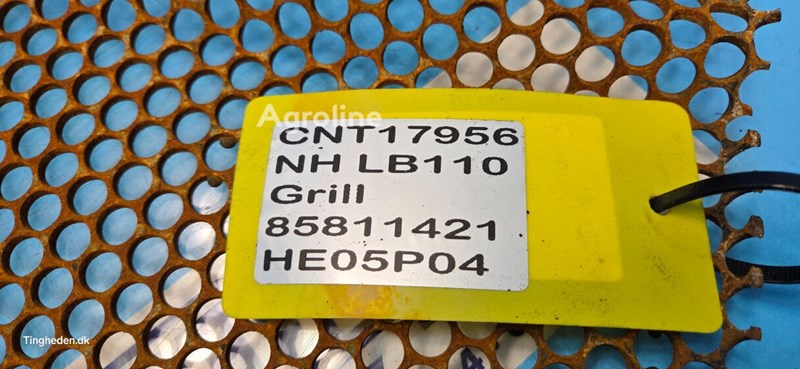 Agroline
CNT17956
NH LB110
Grill
85811421
HE05P04
Tingheden.dk